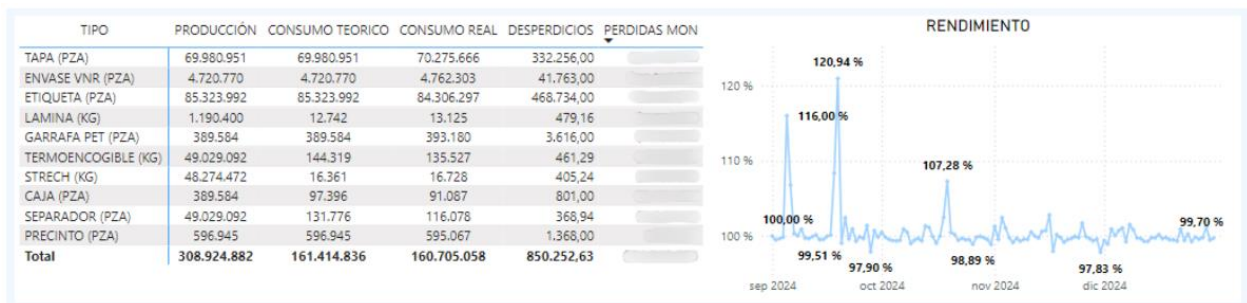 TIPO PRODUCCIÓN CONSUMO TEORICO CONSUMO REAL DESPERDICIOS PERDIDAS MON
TAPA (PZA) 69.980.951 69.980.951 70.275.666 332.256,00
ENVASE VNR (PZA) 4.720.770 4.720.770 4.762.303 41.763,00
ETIQUETA (PZA) 85.323.992 85.323.992 84.306.297 468.734,00
LAMINA (KG) 1.190.400 12.742 13.125 479,16
GARRAFA PET (PZA) 389.584 389.584 393.180 3.616,00
TERMOENCOGIBLE (KG) 49.029.092 144.319 135.527 461,29
STRECH (KG) 48.274.472 16.361 16.728 405,24
CAJA (PZA) 389.584 97.396 91.087 801,00
SEPARADOR (PZA) 49.029.092 131.776 116.078 368,94
PRECINTO (PZA) 596.945 596.945 595.067 1.368,00
Total 308.924.882 161.414.836 160.705.058 850.252,63
RENDIMIENTO
120,94 %
120 %
116,00 %
110 %
107,28 %
100,00 %
99,70 %
100 %
99,51 %
98,89 %
97,90 %
97,83 %
sep 2024 oct 2024 nov 2024 dic 2024